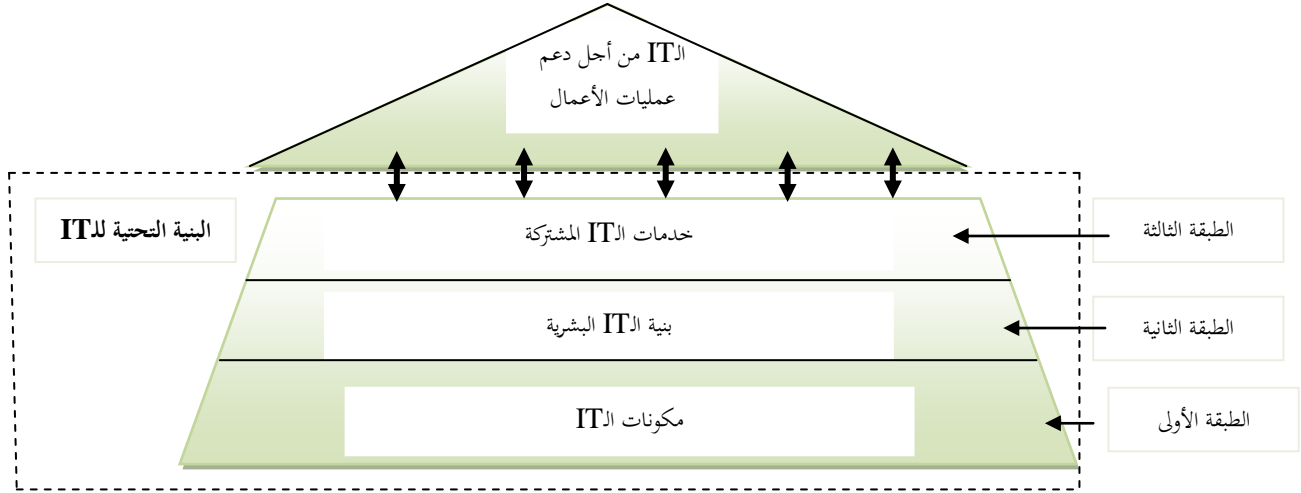 الـIT من أجل دعم
عمليات الأعمال
البنية التحتية للـIT
خدمات الـIT المشتركة
الطبقة الثالثة
بنية الـIT البشرية
الطبقة الثانية
مكونات الـIT
الطبقة الأولى